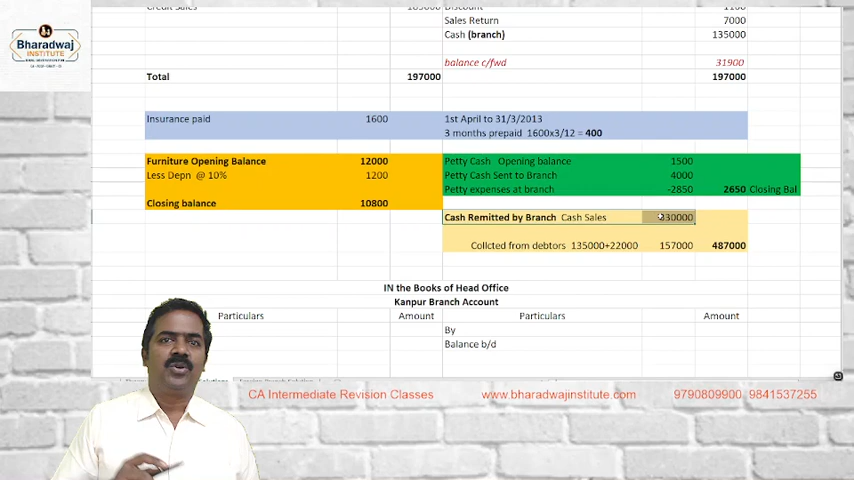 Bharadwaj
INSTITUTE
Sales Return 7000
Cash (branch) 135000
balance c/fwd 31900
Total 197000 197000
Insurance paid 1600 1st April to 31/3/2013
3 months prepaid 1600x3/12 = 400
Furniture Opening Balance 12000 Petty Cash Opening balance 1500
Less Depn @ 10% 1200 Petty Cash Sent to Branch 4000
Petty expenses at branch -2850 2650 Closing Bal
Closing balance 10800
Cash Remitted by Branch Cash Sales
Collcted from debtors 135000+22000 157000 487000
IN the Books of Head Office
Kanpur Branch Account
Particulars Amount Particulars Amount
By
Balance b/d
CA Intermediate Revision Classes www.bharadwajinstitute.com 9790809900 9841537255